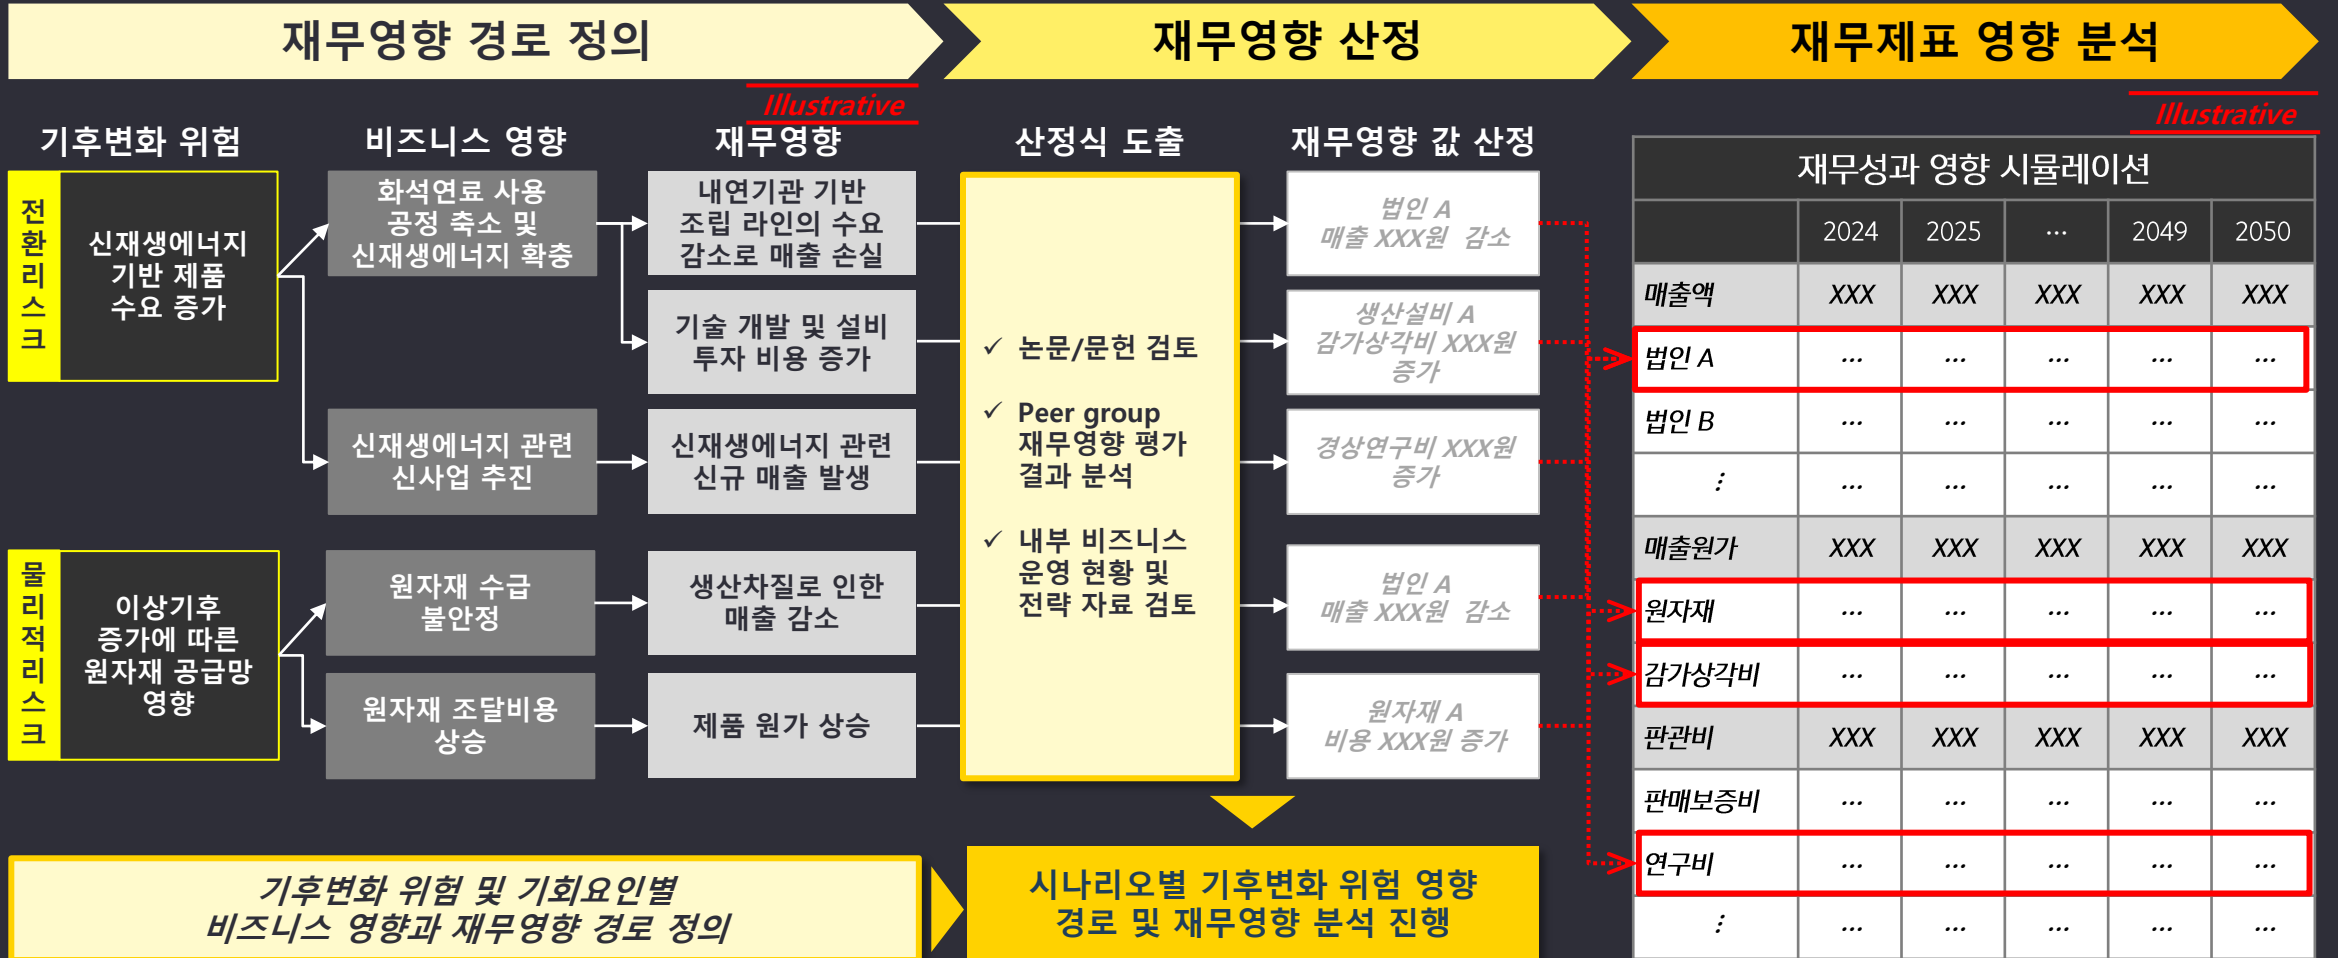 재무영향 경로 정의
재무영향 산정
재무제표 영향 분석
Illustrative
Illustrative
기후변화 위험
비즈니스 영향
재무영향
산정식 도출
재무영향 값 산정
전환리스크
신재생에너지
기반 제품
수요 증가
화석연료 사용
공정 축소 및
신재생에너지 확충
내연기관 기반
조립 라인의 수요
감소로 매출 손실
기술 개발 및 설비
투자 비용 증가
신재생에너지 관련
신사업 추진
신재생에너지 관련
신규 매출 발생
물리적리스크
이상기후
증가에 따른
원자재 공급망
영향
원자재 수급
불안정
생산차질로 인한
매출 감소
원자재 조달비용
상승
제품 원가 상승
✓ 논문/문헌 검토
✓ Peer group
재무영향 평가
결과 분석
✓ 내부 비즈니스
운영 현황 및
전략 자료 검토
법인 A
매출 XXX원 감소
생산설비 A
감가상각비 XXX원
증가
경상연구비 XXX원
증가
법인 A
매출 XXX원 감소
원자재 A
비용 XXX원 증가
기후변화 위험 및 기회요인별
비즈니스 영향과 재무영향 경로 정의
시나리오별 기후변화 위험 영향
경로 및 재무영향 분석 진행
재무성과 영향 시뮬레이션
2024 2025 … 2049 2050
매출액 XXX XXX XXX XXX XXX
법인 A … … … … …
법인 B … … … … …
⋮ … … … … …
매출원가 XXX XXX XXX XXX XXX
원자재 … … … … …
감가상각비 … … … … …
판관비 XXX XXX XXX XXX XXX
판매보증비 … … … … …
연구비 … … … … …
⋮ … … … … …